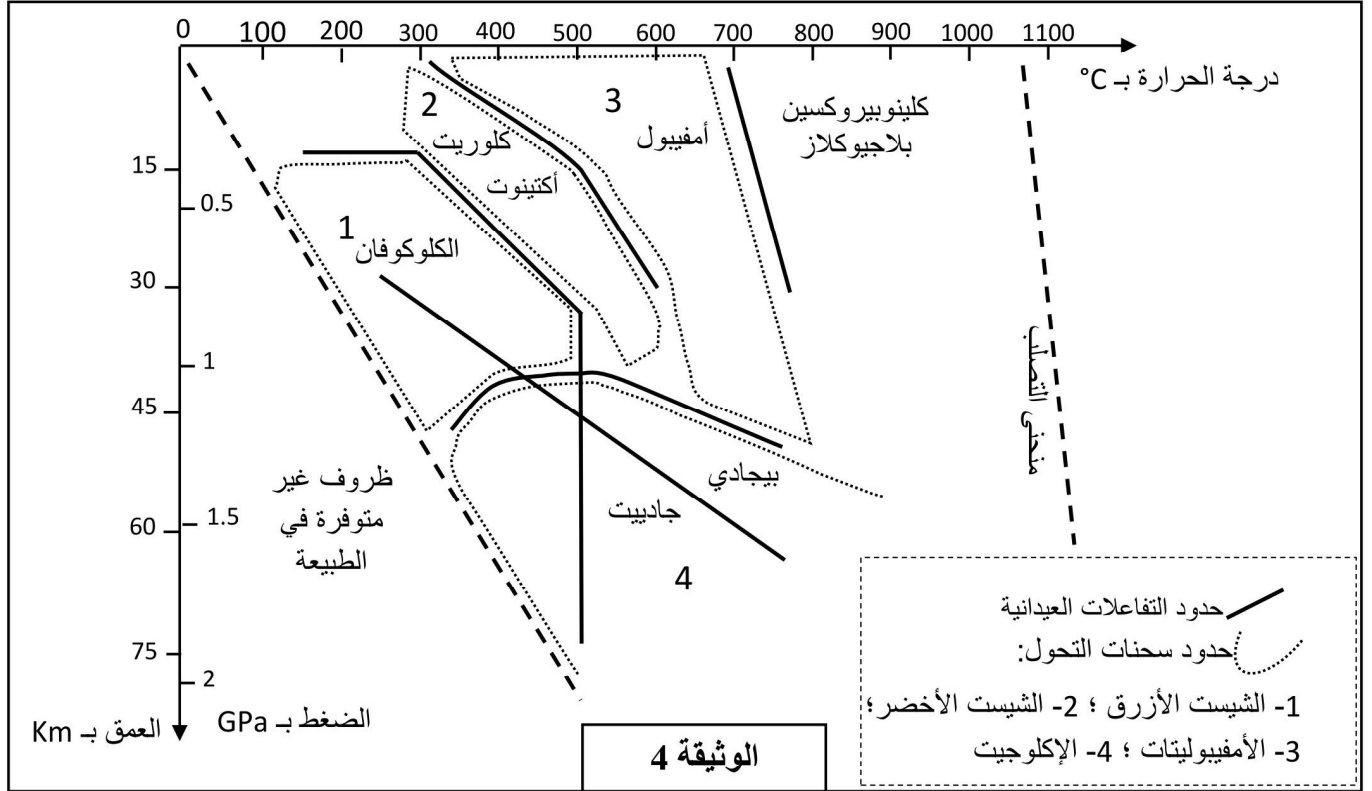 0 100 200 300 400 500 600 700 800 900 1000 1100
درجة الحرارة بـ °C
15
30
45
60
75
0.5
1
1.5
2
العمق بـ Km
الضغط بـ GPa
1
الكلوكوفان
2
كلوريت
أكتينوت
3
أمفيبول
كلينوبيروكسين
بلاجيوكلاز
منحنى التصلب
بيجادي
جادييت
4
ظروف غير
متوفرة في
الطبيعة
حدود التفاعلات العيدانية
حدود سحنات التحول:
1- الشيست الأزرق ؛ 2- الشيست الأخضر؛
3- الأمفيبوليتات ؛ 4- الإكلوجيت
الوثيقة 4